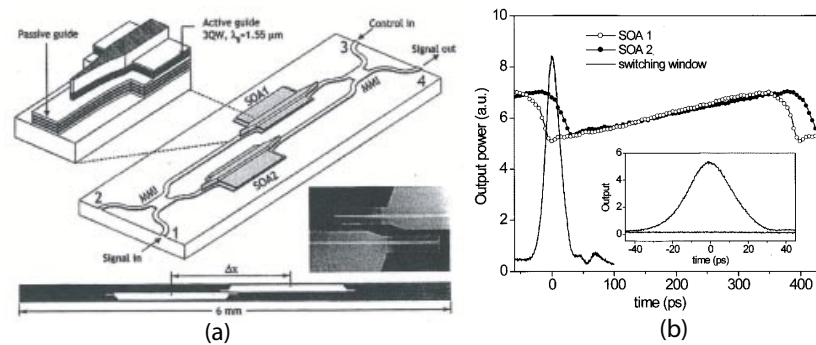 Passive guide
Active guide
3QW, λg=1.55 μm
Control in
Signal out
3
4
MMI
SOA1
SOA2
MMI
2
1
Signal in
Δx
6 mm
(a)
10
8
6
4
2
0
Output power (a.u.)
SOA 1
SOA 2
switching window
6
4
2
0
Output
-40
-20
0
20
40
time (ps)
0
100
200
300
400
time (ps)
(b)